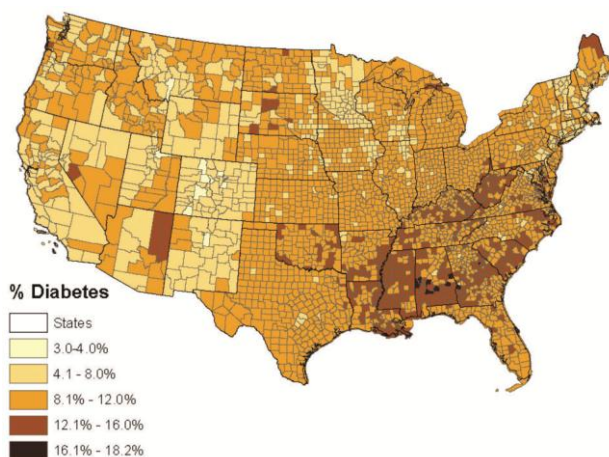 % Diabetes
States
3.0-4.0%
4.1 - 8.0%
8.1% - 12.0%
12.1% - 16.0%
16.1% - 18.2%